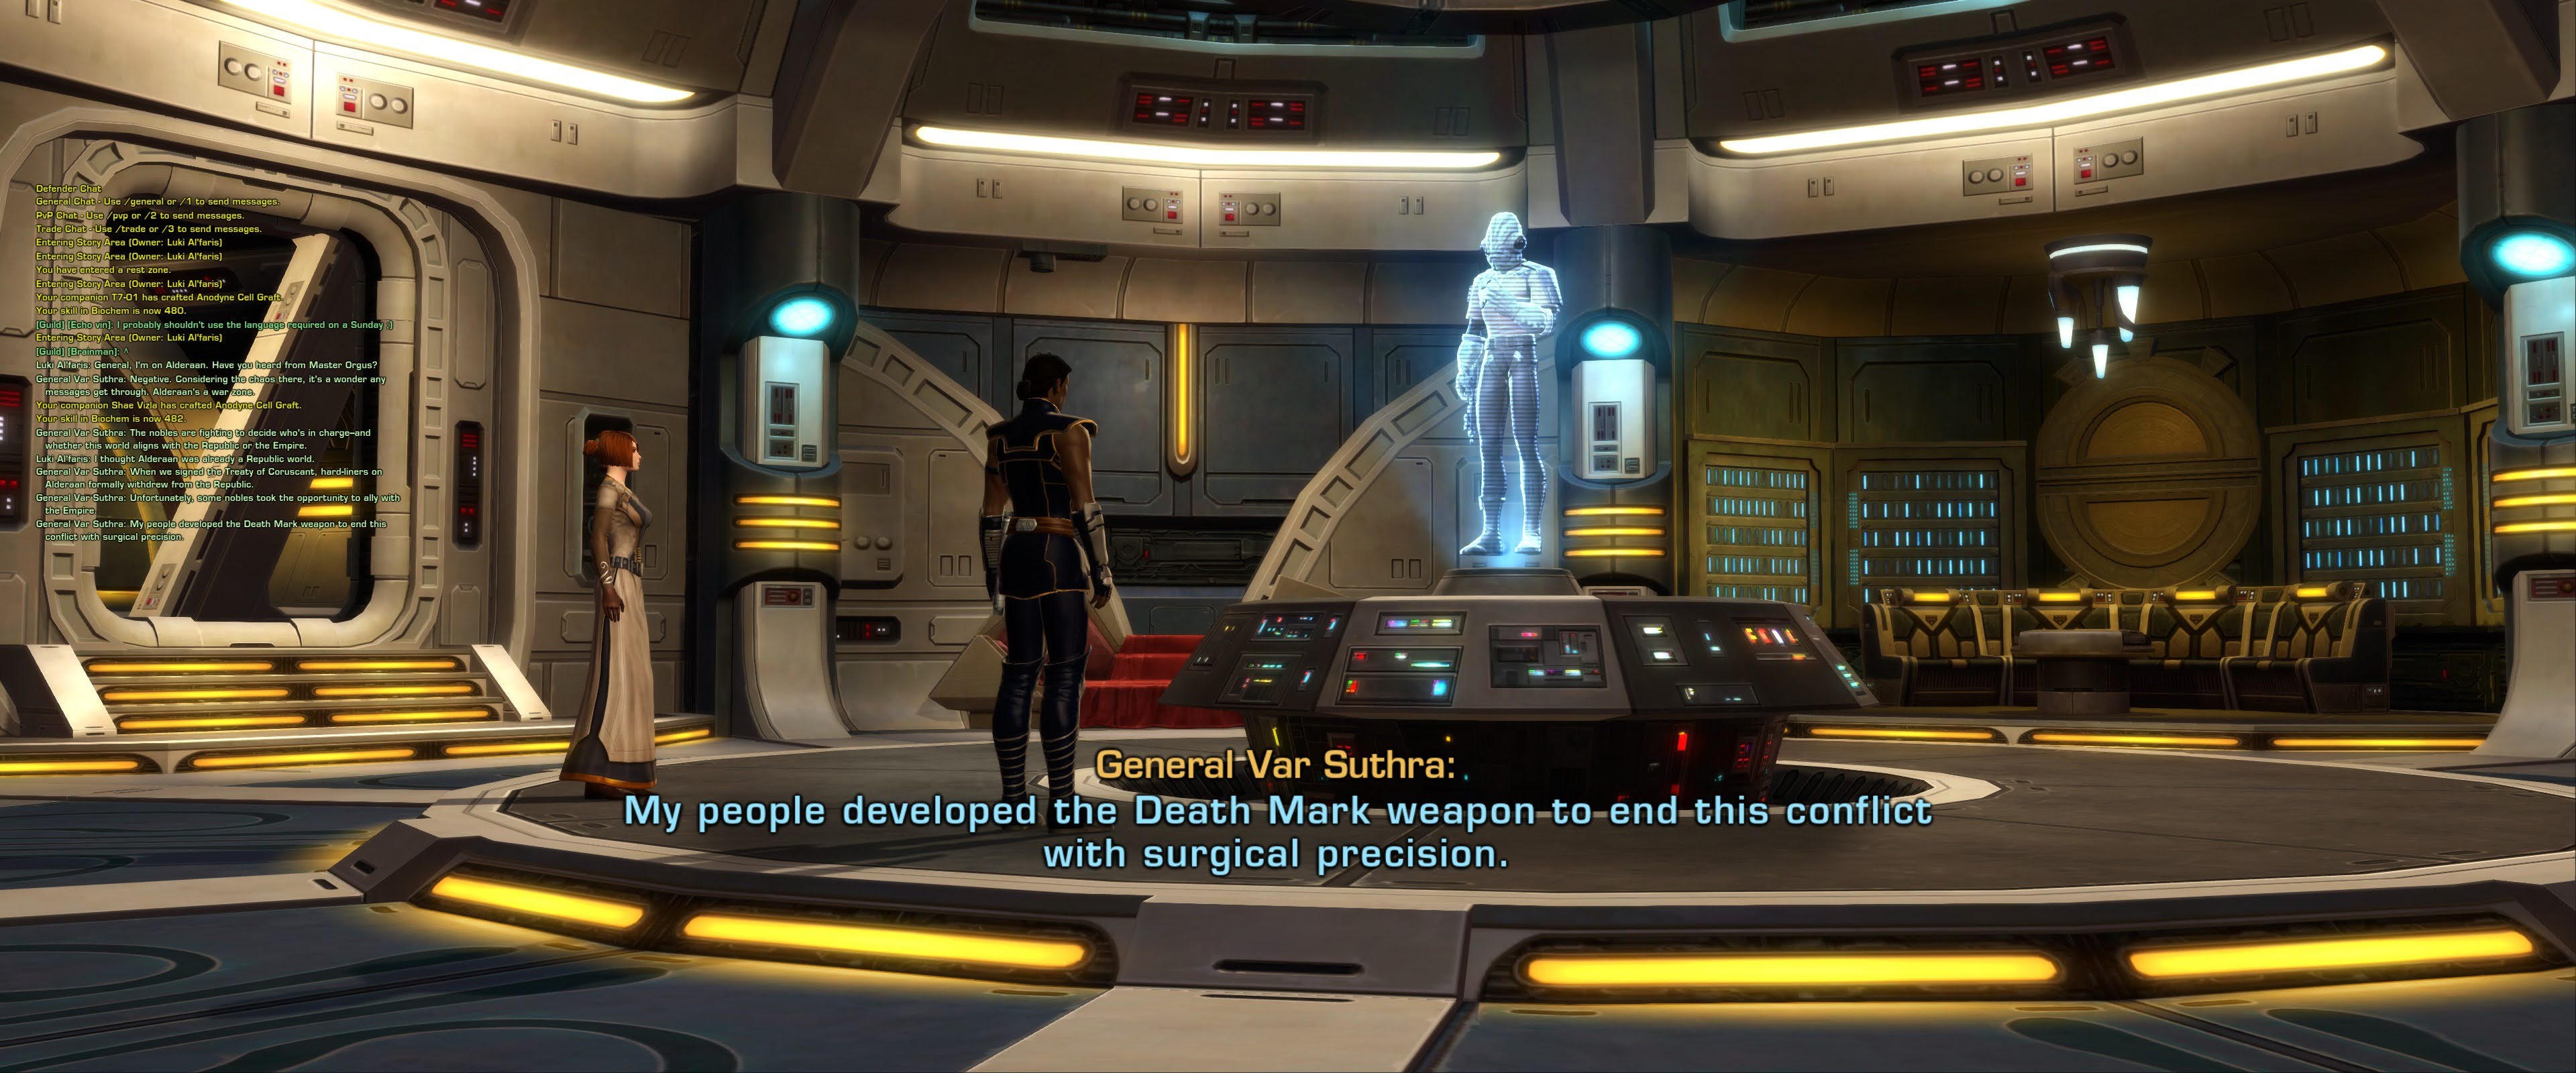 Defender Chat
General Chat - Use /general or /1 to send messages.
PvP Chat - Use /pvp or /2 to send messages.
Trade Chat - Use /trade or /3 to send messages.
Entering Story Area (Owner: Luki Al'faris)
Entering Story Area (Owner: Luki Al'faris)
You have entered a rest zone.
Entering Story Area (Owner: Luki Al'faris)
Your companion T7-01 has crafted Anodyne Cell Graft.
Your skill in Biochem is now 480.
[Guild] [Echo vin]: I probably shouldn't use the language required on a Sunday :)
Entering Story Area (Owner: Luki Al'faris)
[Guild] [Brainman]: ^
Luki Al'faris: General, I'm on Alderaan. Have you heard from Master Orgus?
General Var Suthra: Negative. Considering the chaos there, it's a wonder any
messages get through. Alderaan's a war zone.
Your companion Shae Vizla has crafted Anodyne Cell Graft.
Your skill in Biochem is now 482.
General Var Suthra: The nobles are fighting to decide who's in charge—and
whether this world aligns with the Republic or the Empire.
Luki Al'faris: I thought Alderaan was already a Republic world.
General Var Suthra: When we signed the Treaty of Coruscant, hard-liners on
Alderaan formally withdrew from the Republic.
General Var Suthra: Unfortunately, some nobles took the opportunity to ally with
the Empire
General Var Suthra: My people developed the Death Mark weapon to end this
conflict with surgical precision.
General Var Suthra:
My people developed the Death Mark weapon to end this conflict
with surgical precision.